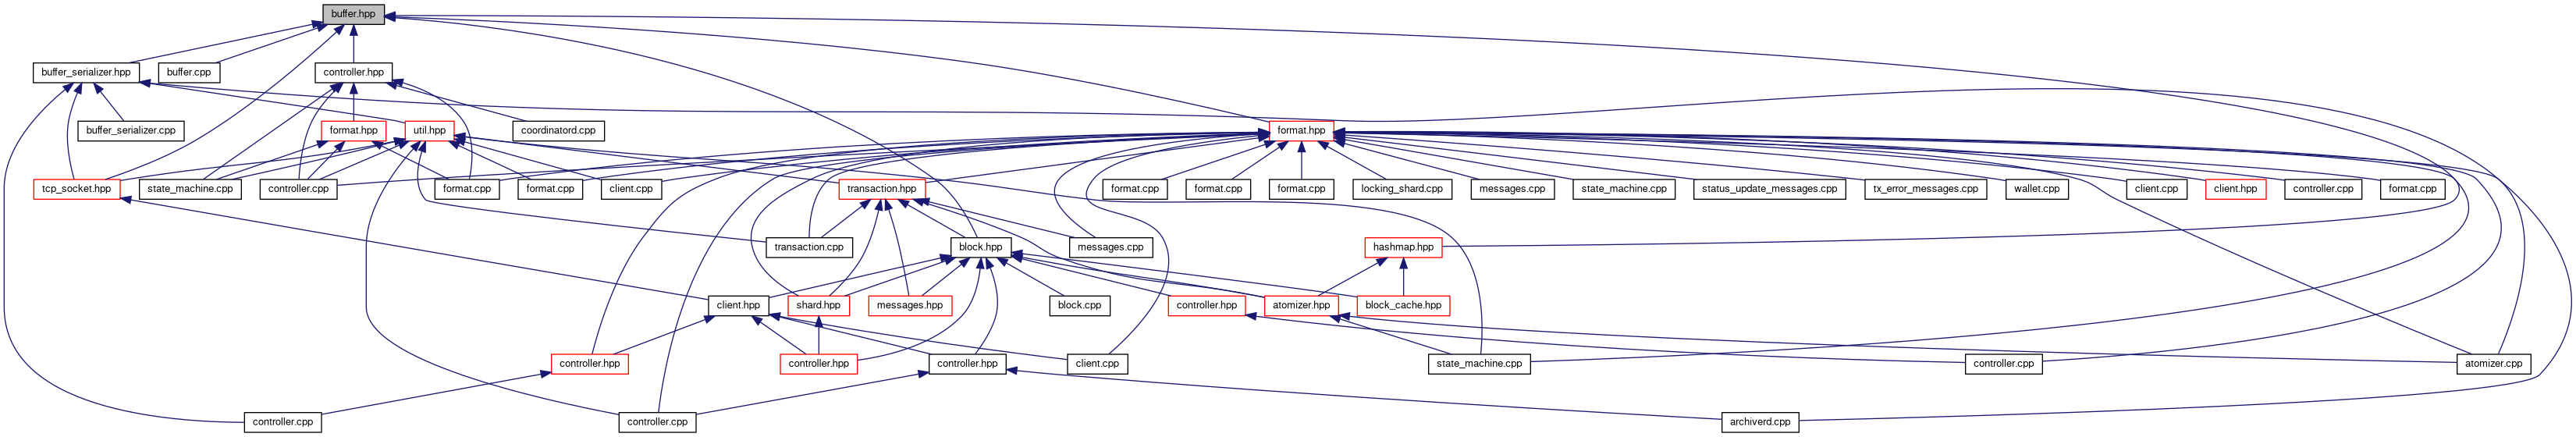 buffer.hpp
buffer_serializer.hpp
buffer.cpp
controller.hpp
buffer_serializer.cpp
format.hpp
util.hpp
coordinatord.cpp
format.hpp
tcp_socket.hpp
state_machine.cpp
controller.cpp
format.cpp
format.cpp
client.cpp
transaction.hpp
format.cpp
format.cpp
format.cpp
locking_shard.cpp
messages.cpp
state_machine.cpp
status_update_messages.cpp
tx_error_messages.cpp
wallet.cpp
client.cpp
client.hpp
controller.cpp
format.cpp
transaction.cpp
block.hpp
messages.cpp
hashmap.hpp
client.hpp
shard.hpp
messages.hpp
block.cpp
controller.hpp
atomizer.hpp
block_cache.hpp
controller.hpp
controller.hpp
controller.hpp
client.cpp
state_machine.cpp
controller.cpp
atomizer.cpp
controller.cpp
controller.cpp
archiverd.cpp